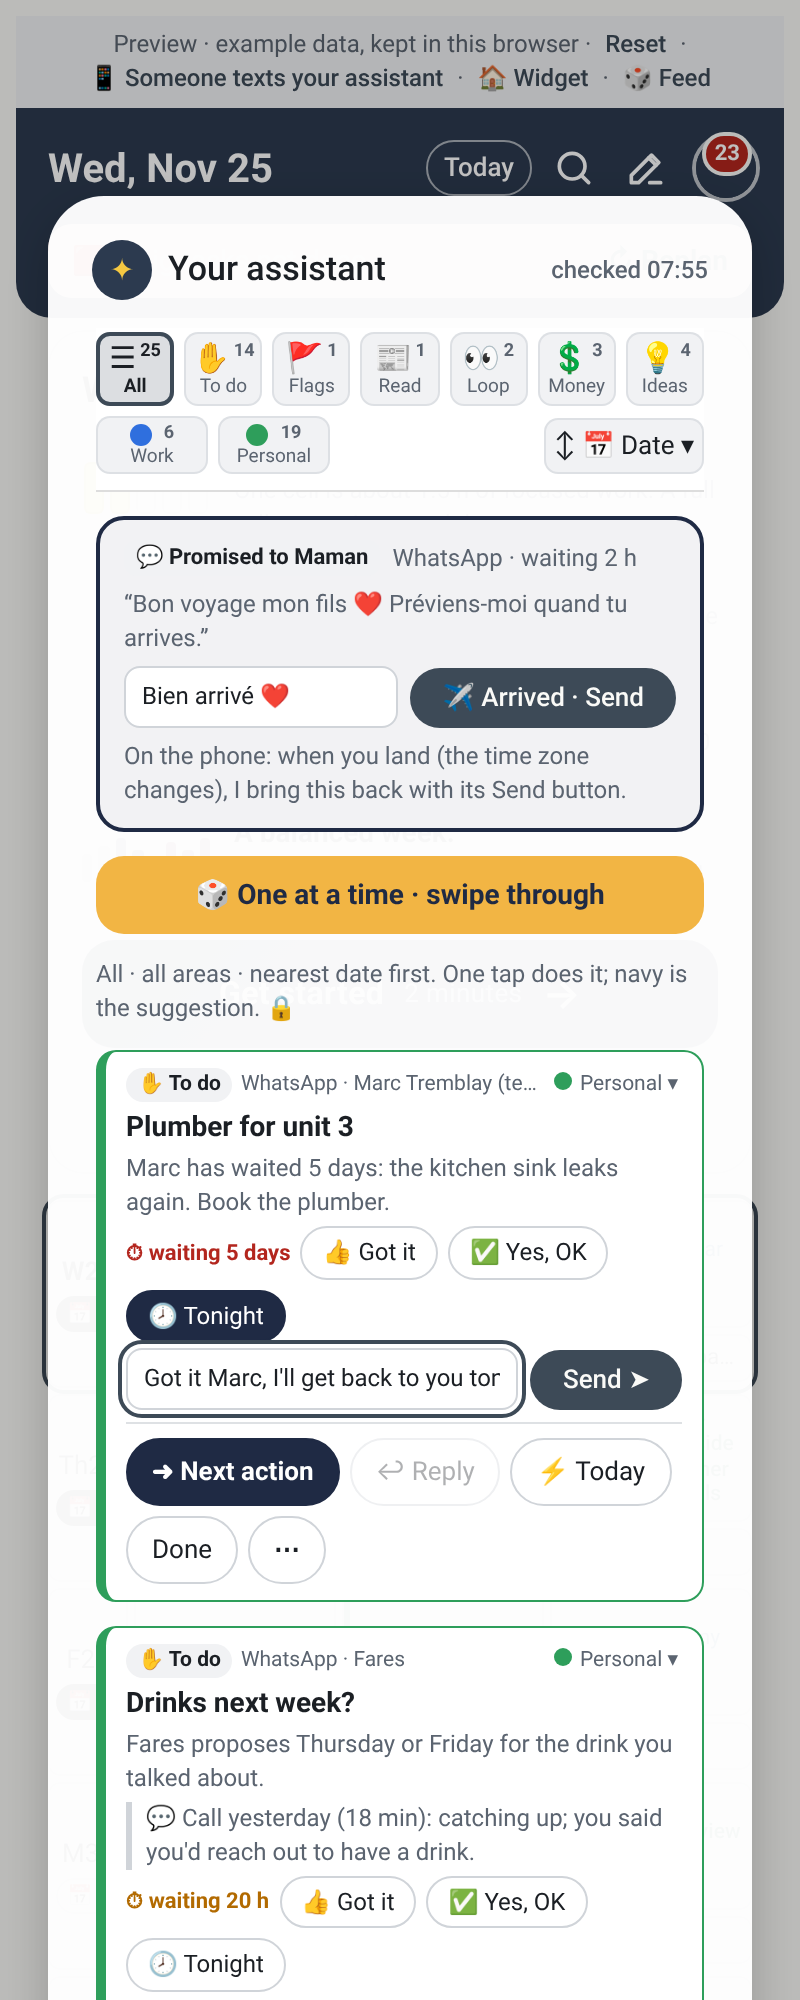 Preview · example data, kept in this browser · Reset ·
📱 Someone texts your assistant · 🏠 Widget · 🎲 Feed
Wed, Nov 25
Today
23
✦ Your assistant
checked 07:55
☰ 25 All
✋ 14 To do
🚩 1 Flags
📰 1 Read
👀 2 Loop
💲 3 Money
💡 4 Ideas
🔵 6 Work
🟢 19 Personal
↕ 📅 Date ▾
💬 Promised to Maman WhatsApp · waiting 2 h
“Bon voyage mon fils ❤️ Préviens-moi quand tu
arrives.”
Bien arrivé ❤️
✈️ Arrived · Send
On the phone: when you land (the time zone
changes), I bring this back with its Send button.
A balanced week.
🎲 One at a time · swipe through
All · all areas · nearest date first. One tap does it; navy is
the suggestion. 🔒
Get started 2 minutes →
✋ To do WhatsApp · Marc Tremblay (te… 🟢 Personal ▾
Plumber for unit 3
Marc has waited 5 days: the kitchen sink leaks
again. Book the plumber.
⏱ waiting 5 days 👍 Got it ✅ Yes, OK
🕗 Tonight
Got it Marc, I'll get back to you tor
Send ➤
➜ Next action ↩ Reply ⚡ Today
Done ⋯
✋ To do WhatsApp · Fares 🟢 Personal ▾
Drinks next week?
Fares proposes Thursday or Friday for the drink you
talked about.
💬 Call yesterday (18 min): catching up; you said
you'd reach out to have a drink.
⏱ waiting 20 h 👍 Got it ✅ Yes, OK
🕗 Tonight